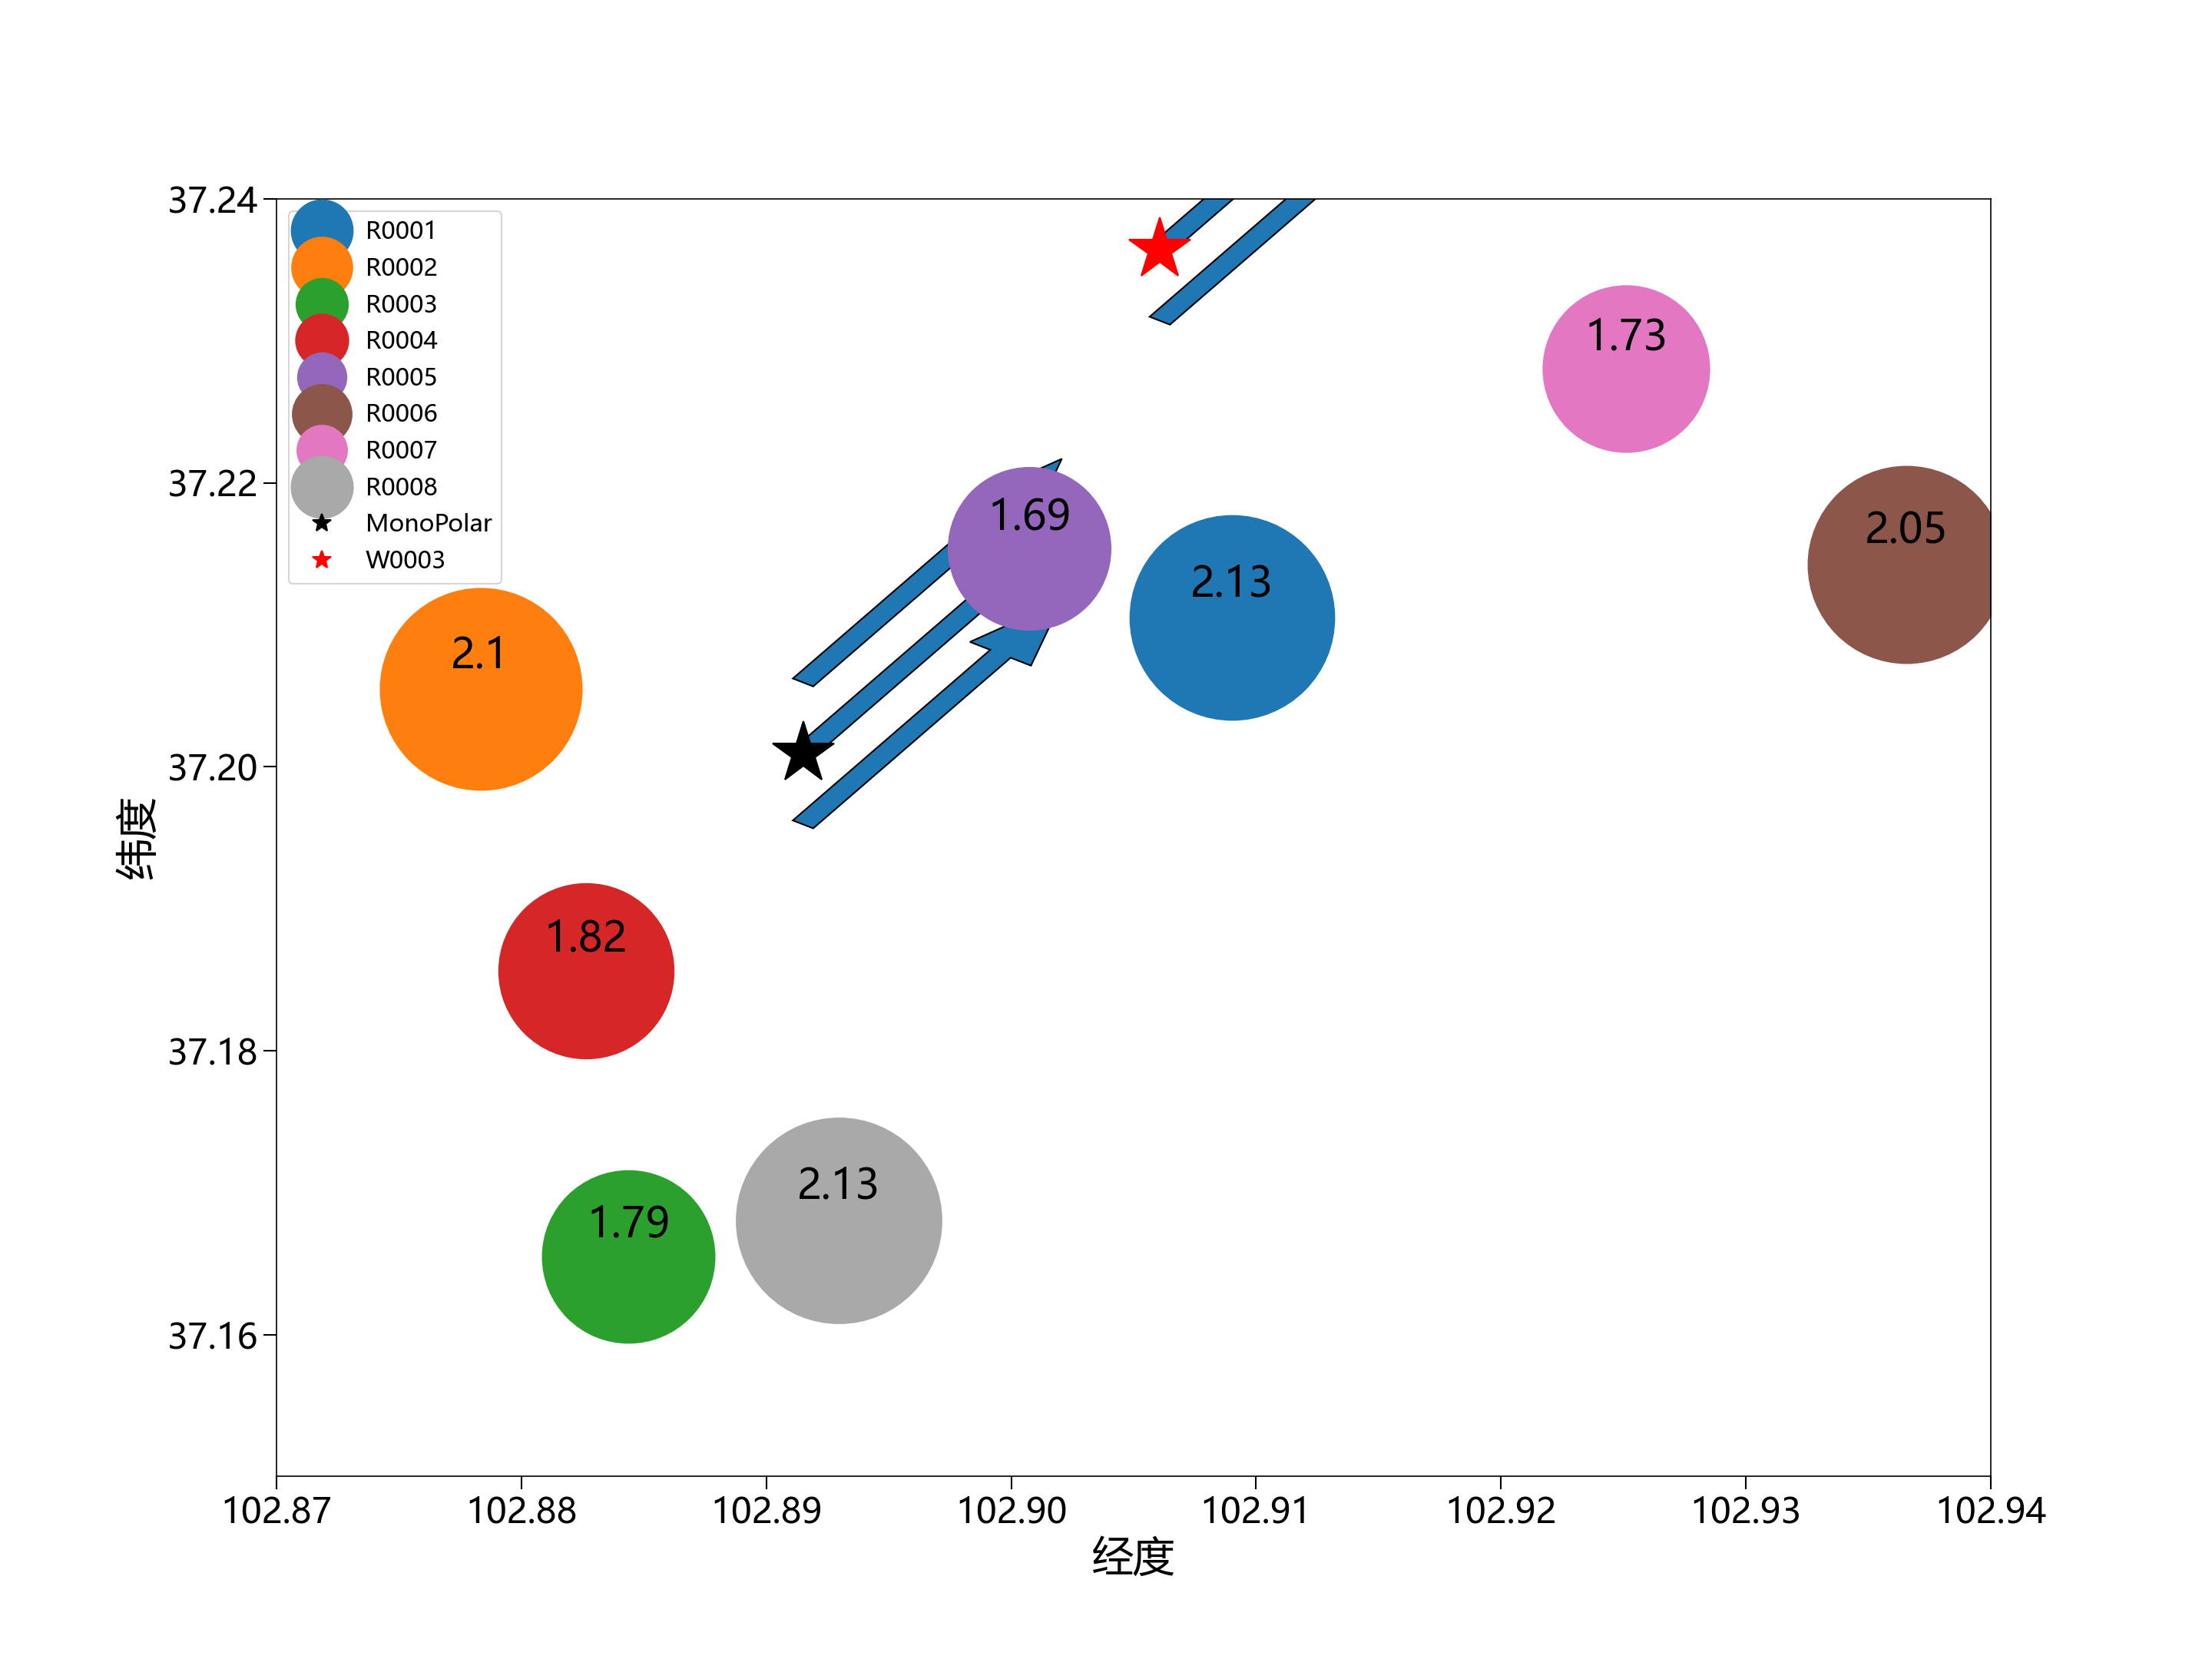 37.24
37.22
37.20
37.18
37.16
纬度
R0001
R0002
R0003
R0004
R0005
R0006
R0007
R0008
MonoPolar
W0003
1.73
1.69
2.05
2.13
2.1
1.82
2.13
1.79
102.87 102.88 102.89 102.90 102.91 102.92 102.93 102.94
经度